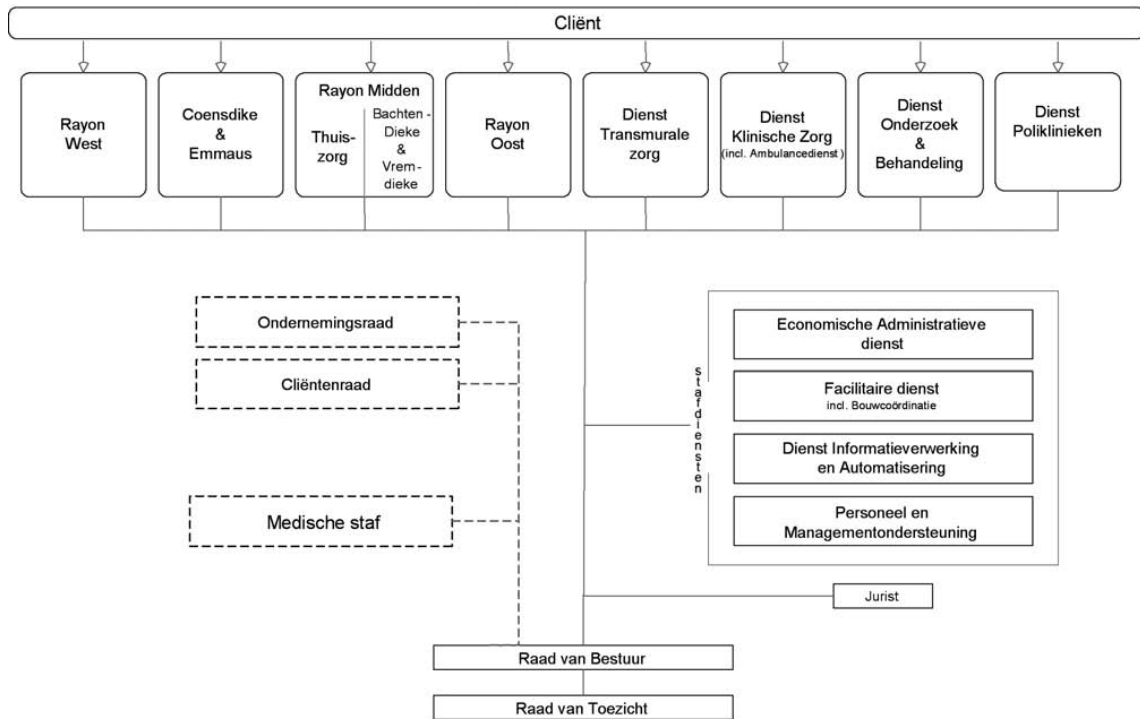 Cliënt
Rayon
West
Coensdike
&
Emmaus
Rayon Midden
Thuis-
zorg
Bachten -
Dieke
&
Vrem-
dieke
Rayon
Oost
Dienst
Transmurale
zorg
Dienst
Klinische Zorg
(incl. Ambulancedienst)
Dienst
Onderzoek
&
Behandeling
Dienst
Poliklinieken
Ondernemingsraad
Cliëntenraad
Medische staf
stafdiensten
Economische Administratieve
dienst
Facilitaire dienst
incl. Bouwcoördinatie
Dienst Informatieverwerking
en Automatisering
Personeel en
Managementondersteuning
Jurist
Raad van Bestuur
Raad van Toezicht